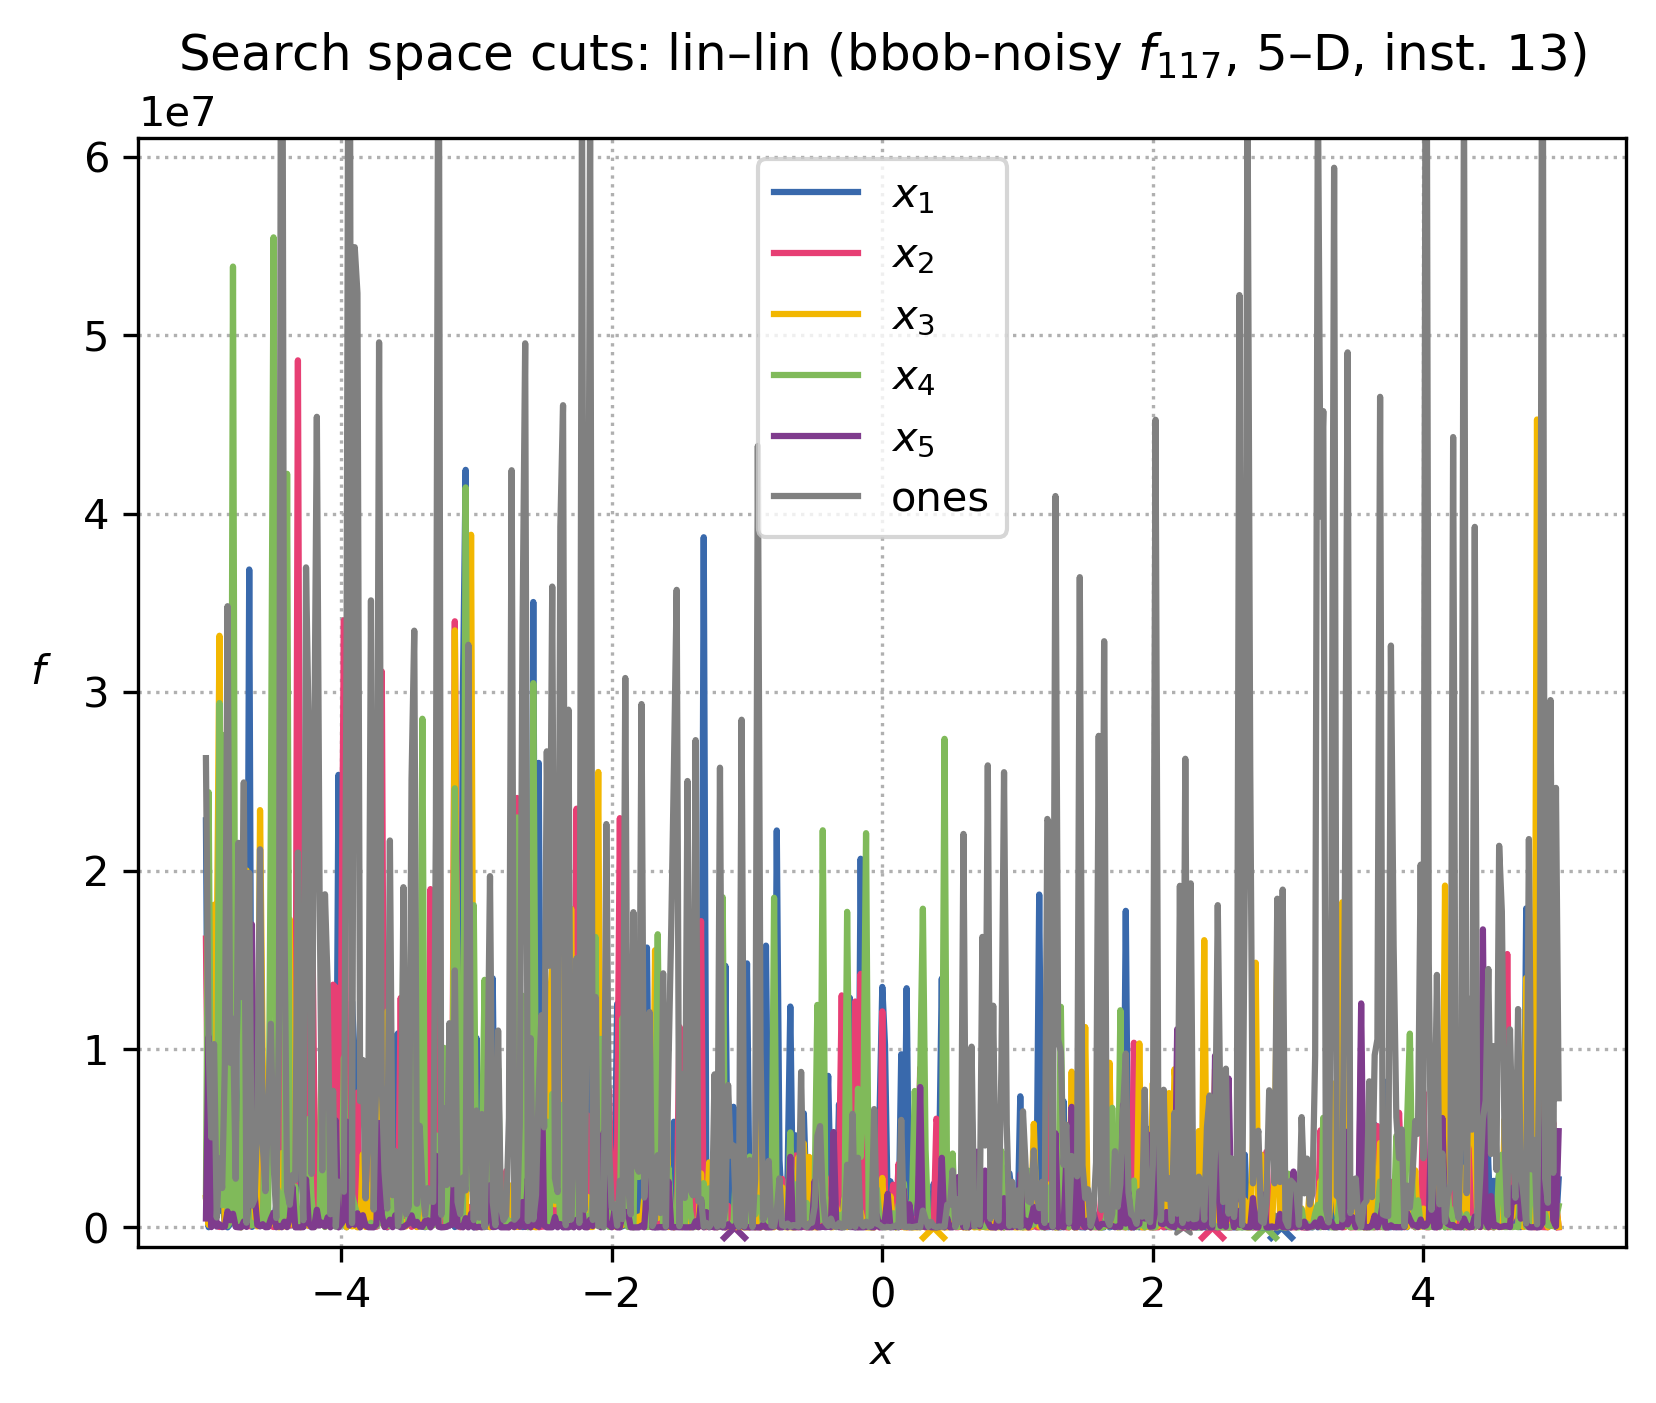 Search space cuts: lin–lin (bbob-noisy f₁₁₇, 5–D, inst. 13)
1e7
6
5
4
3
2
1
0
f
x₁
x₂
x₃
x₄
x₅
ones
−4 −2 0 2 4
x